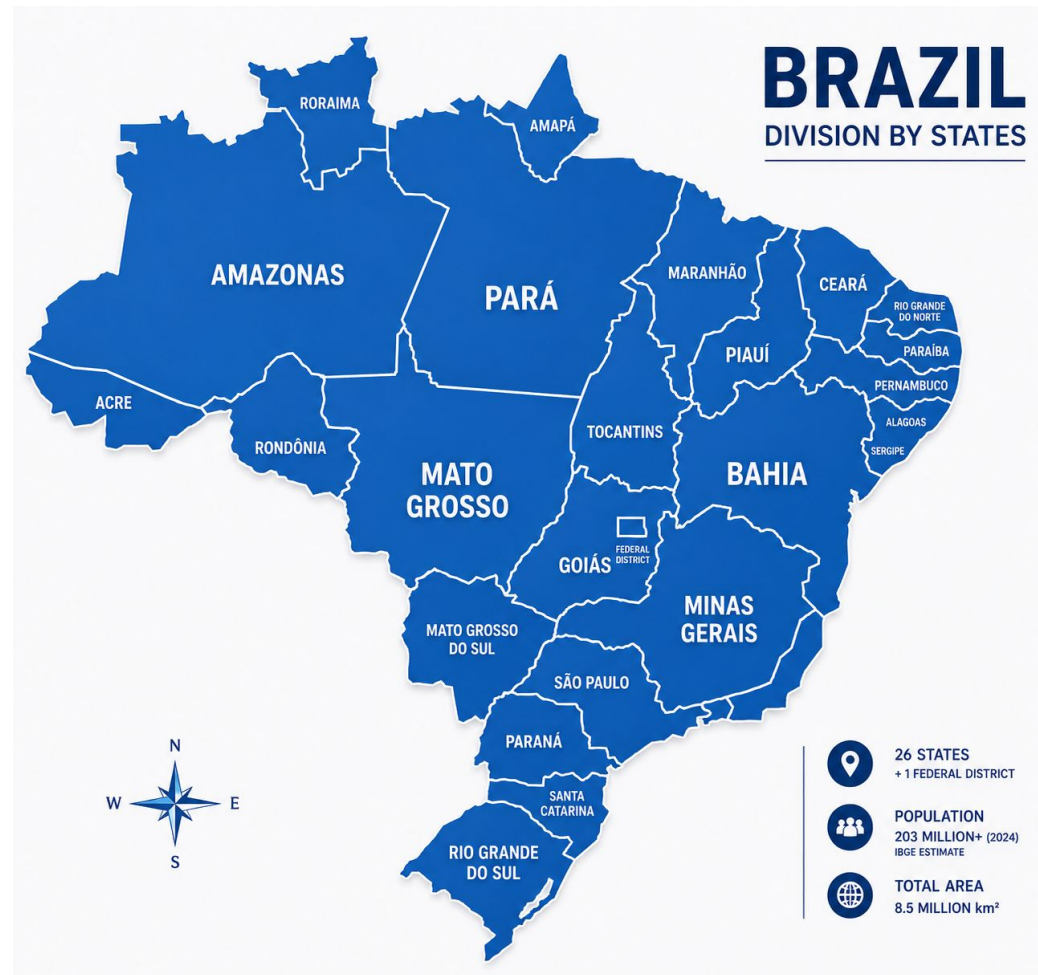 BRAZIL
DIVISION BY STATES
RORAIMA
AMAPÁ
AMAZONAS
PARÁ
MARANHÃO
CEARÁ
RIO GRANDE
DO NORTE
PARAÍBA
PIAUÍ
PERNAMBUCO
ACRE
ALAGOAS
TOCANTINS
RONDÔNIA
SERGIPE
MATO
GROSSO
BAHIA
FEDERAL
DISTRICT
GOIÁS
MINAS
GERAIS
MATO GROSSO
DO SUL
SÃO PAULO
PARANÁ
SANTA
CATARINA
RIO GRANDE
DO SUL
N
W E
S
26 STATES
+ 1 FEDERAL DISTRICT
POPULATION
203 MILLION+ (2024)
IBGE ESTIMATE
TOTAL AREA
8.5 MILLION km²